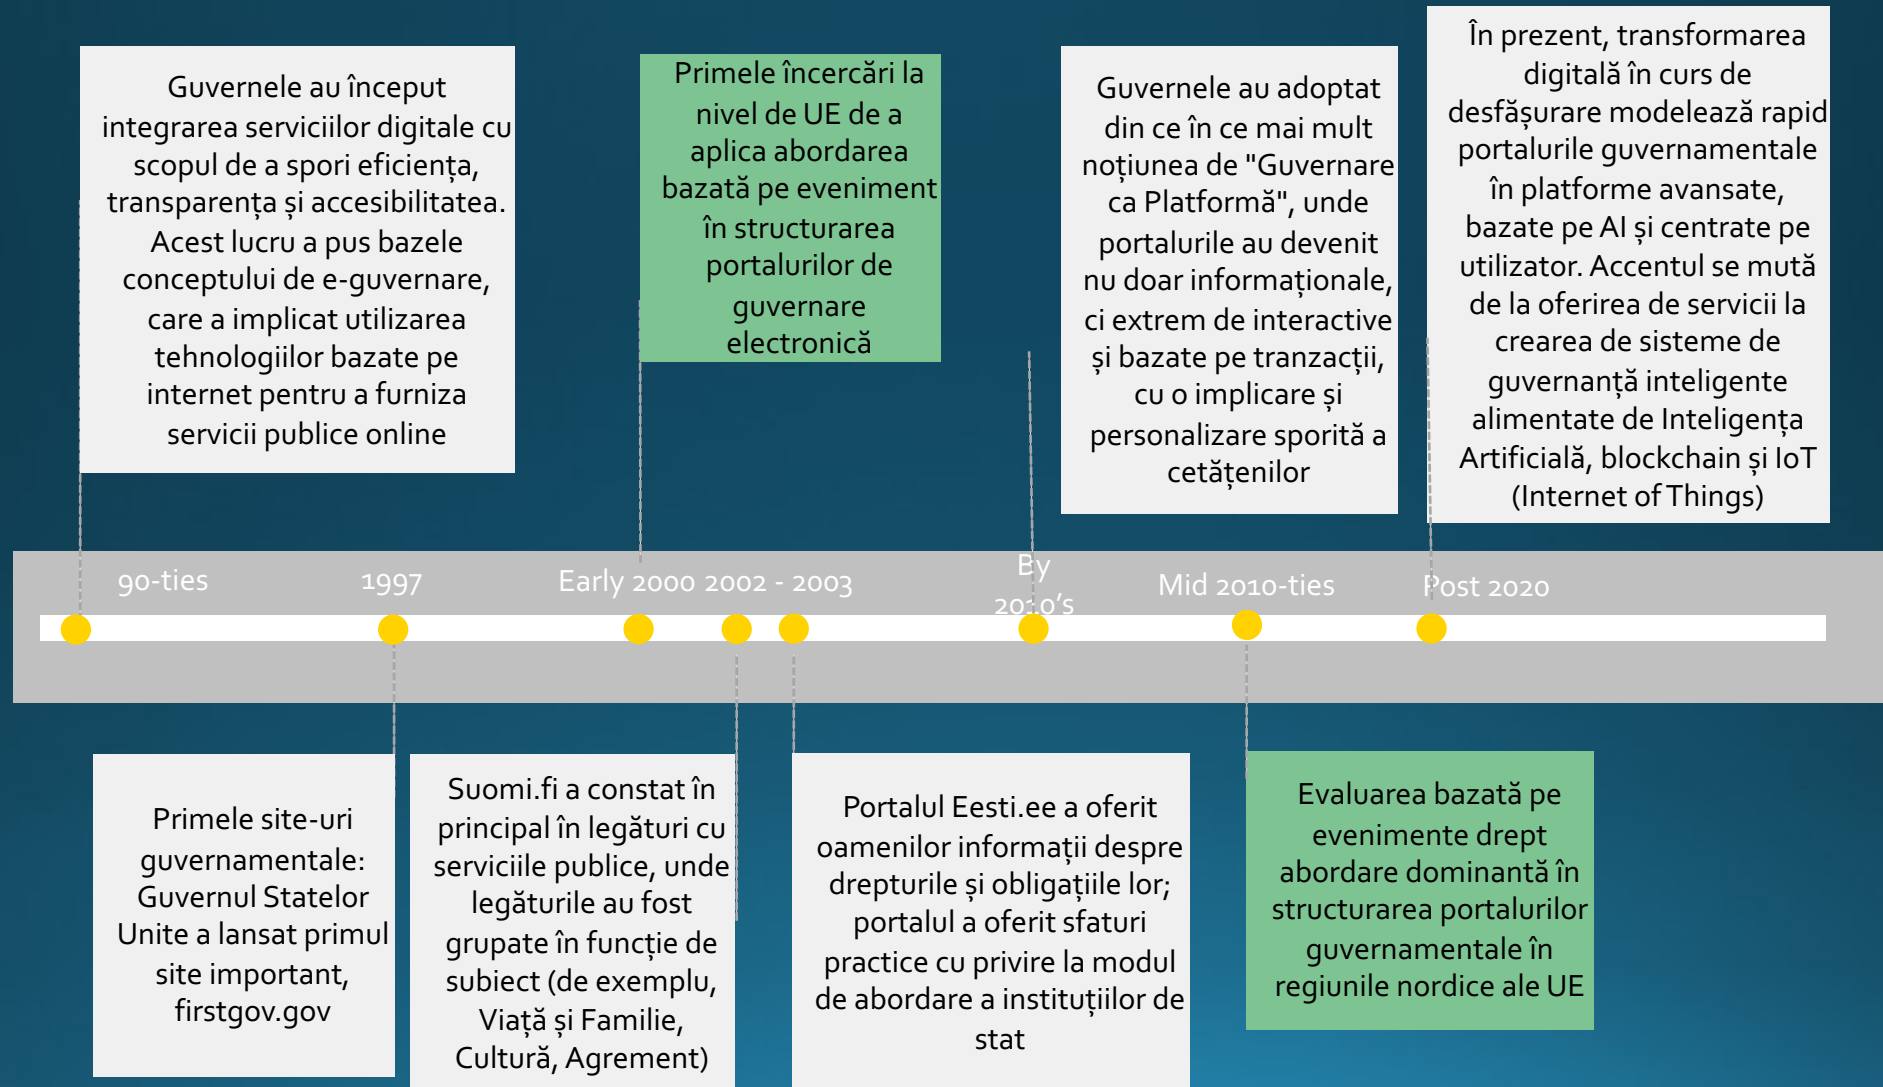 Guvernele au început
integrarea serviciilor digitale cu
scopul de a spori eficiența,
transparența și accesibilitatea.
Acest lucru a pus bazele
conceptului de e-guvernare,
care a implicat utilizarea
tehnologiilor bazate pe
internet pentru a furniza
servicii publice online
Primele încercări la
nivel de UE de a
aplica abordarea
bazată pe eveniment
în structurarea
portalurilor de
guvernare
electronică
Guvernele au adoptat
din ce în ce mai mult
noțiunea de "Guvernare
ca Platformă", unde
portalurile au devenit
nu doar informaționale,
ci extrem de interactive
și bazate pe tranzacții,
cu o implicare și
personalizare sporită a
cetățenilor
În prezent, transformarea
digitală în curs de
desfășurare modelează rapid
portalurile guvernamentale
în platforme avansate,
bazate pe AI și centrate pe
utilizator. Accentul se mută
de la oferirea de servicii la
crearea de sisteme de
guvernanță inteligente
alimentate de Inteligența
Artificială, blockchain și IoT
(Internet of Things)
90-ties
1997
Early 2000
2002 - 2003
By
2010's
Mid 2010-ties
Post 2020
Primele site-uri
guvernamentale:
Guvernul Statelor
Unite a lansat primul
site important,
firstgov.gov
Suomi.fi a constat în
principal în legături cu
serviciile publice, unde
legăturile au fost
grupate în funcție de
subiect (de exemplu,
Viață și Familie,
Cultură, Agrement)
Portalul Eesti.ee a oferit
oamenilor informații despre
drepturile și obligațiile lor;
portalul a oferit sfaturi
practice cu privire la modul
de abordare a instituțiilor de
stat
Evaluarea bazată pe
evenimente drept
abordare dominantă în
structurarea portalurilor
guvernamentale în
regiunile nordice ale UE